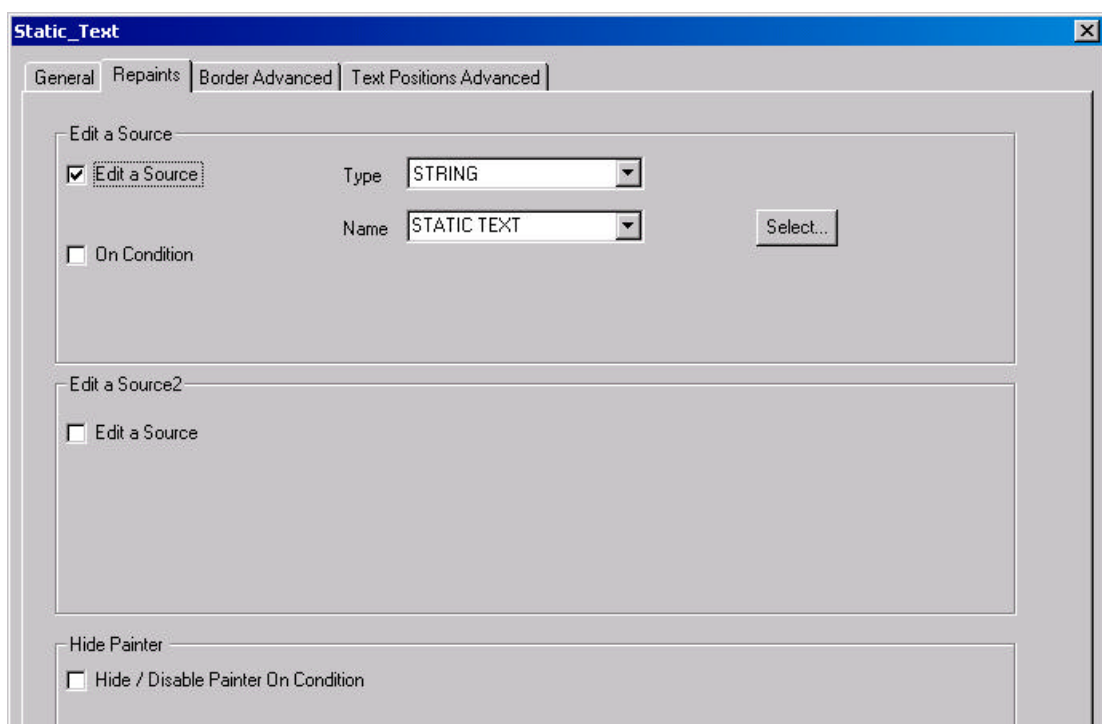 Static_Text
General Repaints Border Advanced Text Positions Advanced
Edit a Source
Edit a Source Type STRING
Name STATIC TEXT Select...
On Condition
Edit a Source2
Edit a Source
Hide Painter
Hide / Disable Painter On Condition